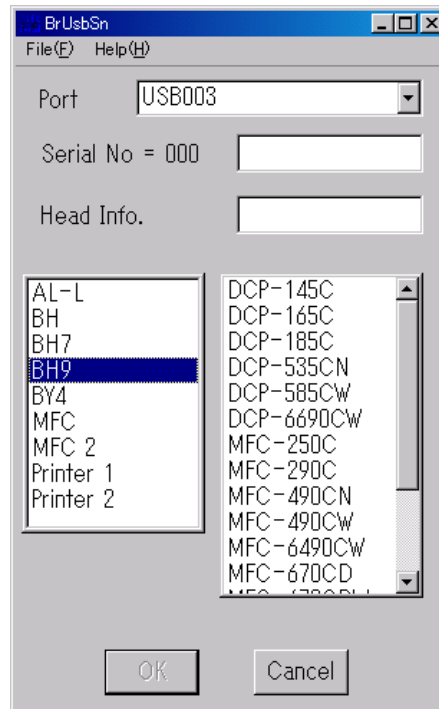 BrUsbSn
File(F) Help(H)
Port USB003
Serial No = 000
Head Info.
AL-L
BH
BH7
BH9
BY4
MFC
MFC 2
Printer 1
Printer 2
DCP-145C
DCP-165C
DCP-185C
DCP-535CN
DCP-585CW
DCP-6690CW
MFC-250C
MFC-290C
MFC-490CN
MFC-490CW
MFC-6490CW
MFC-670CD
OK Cancel